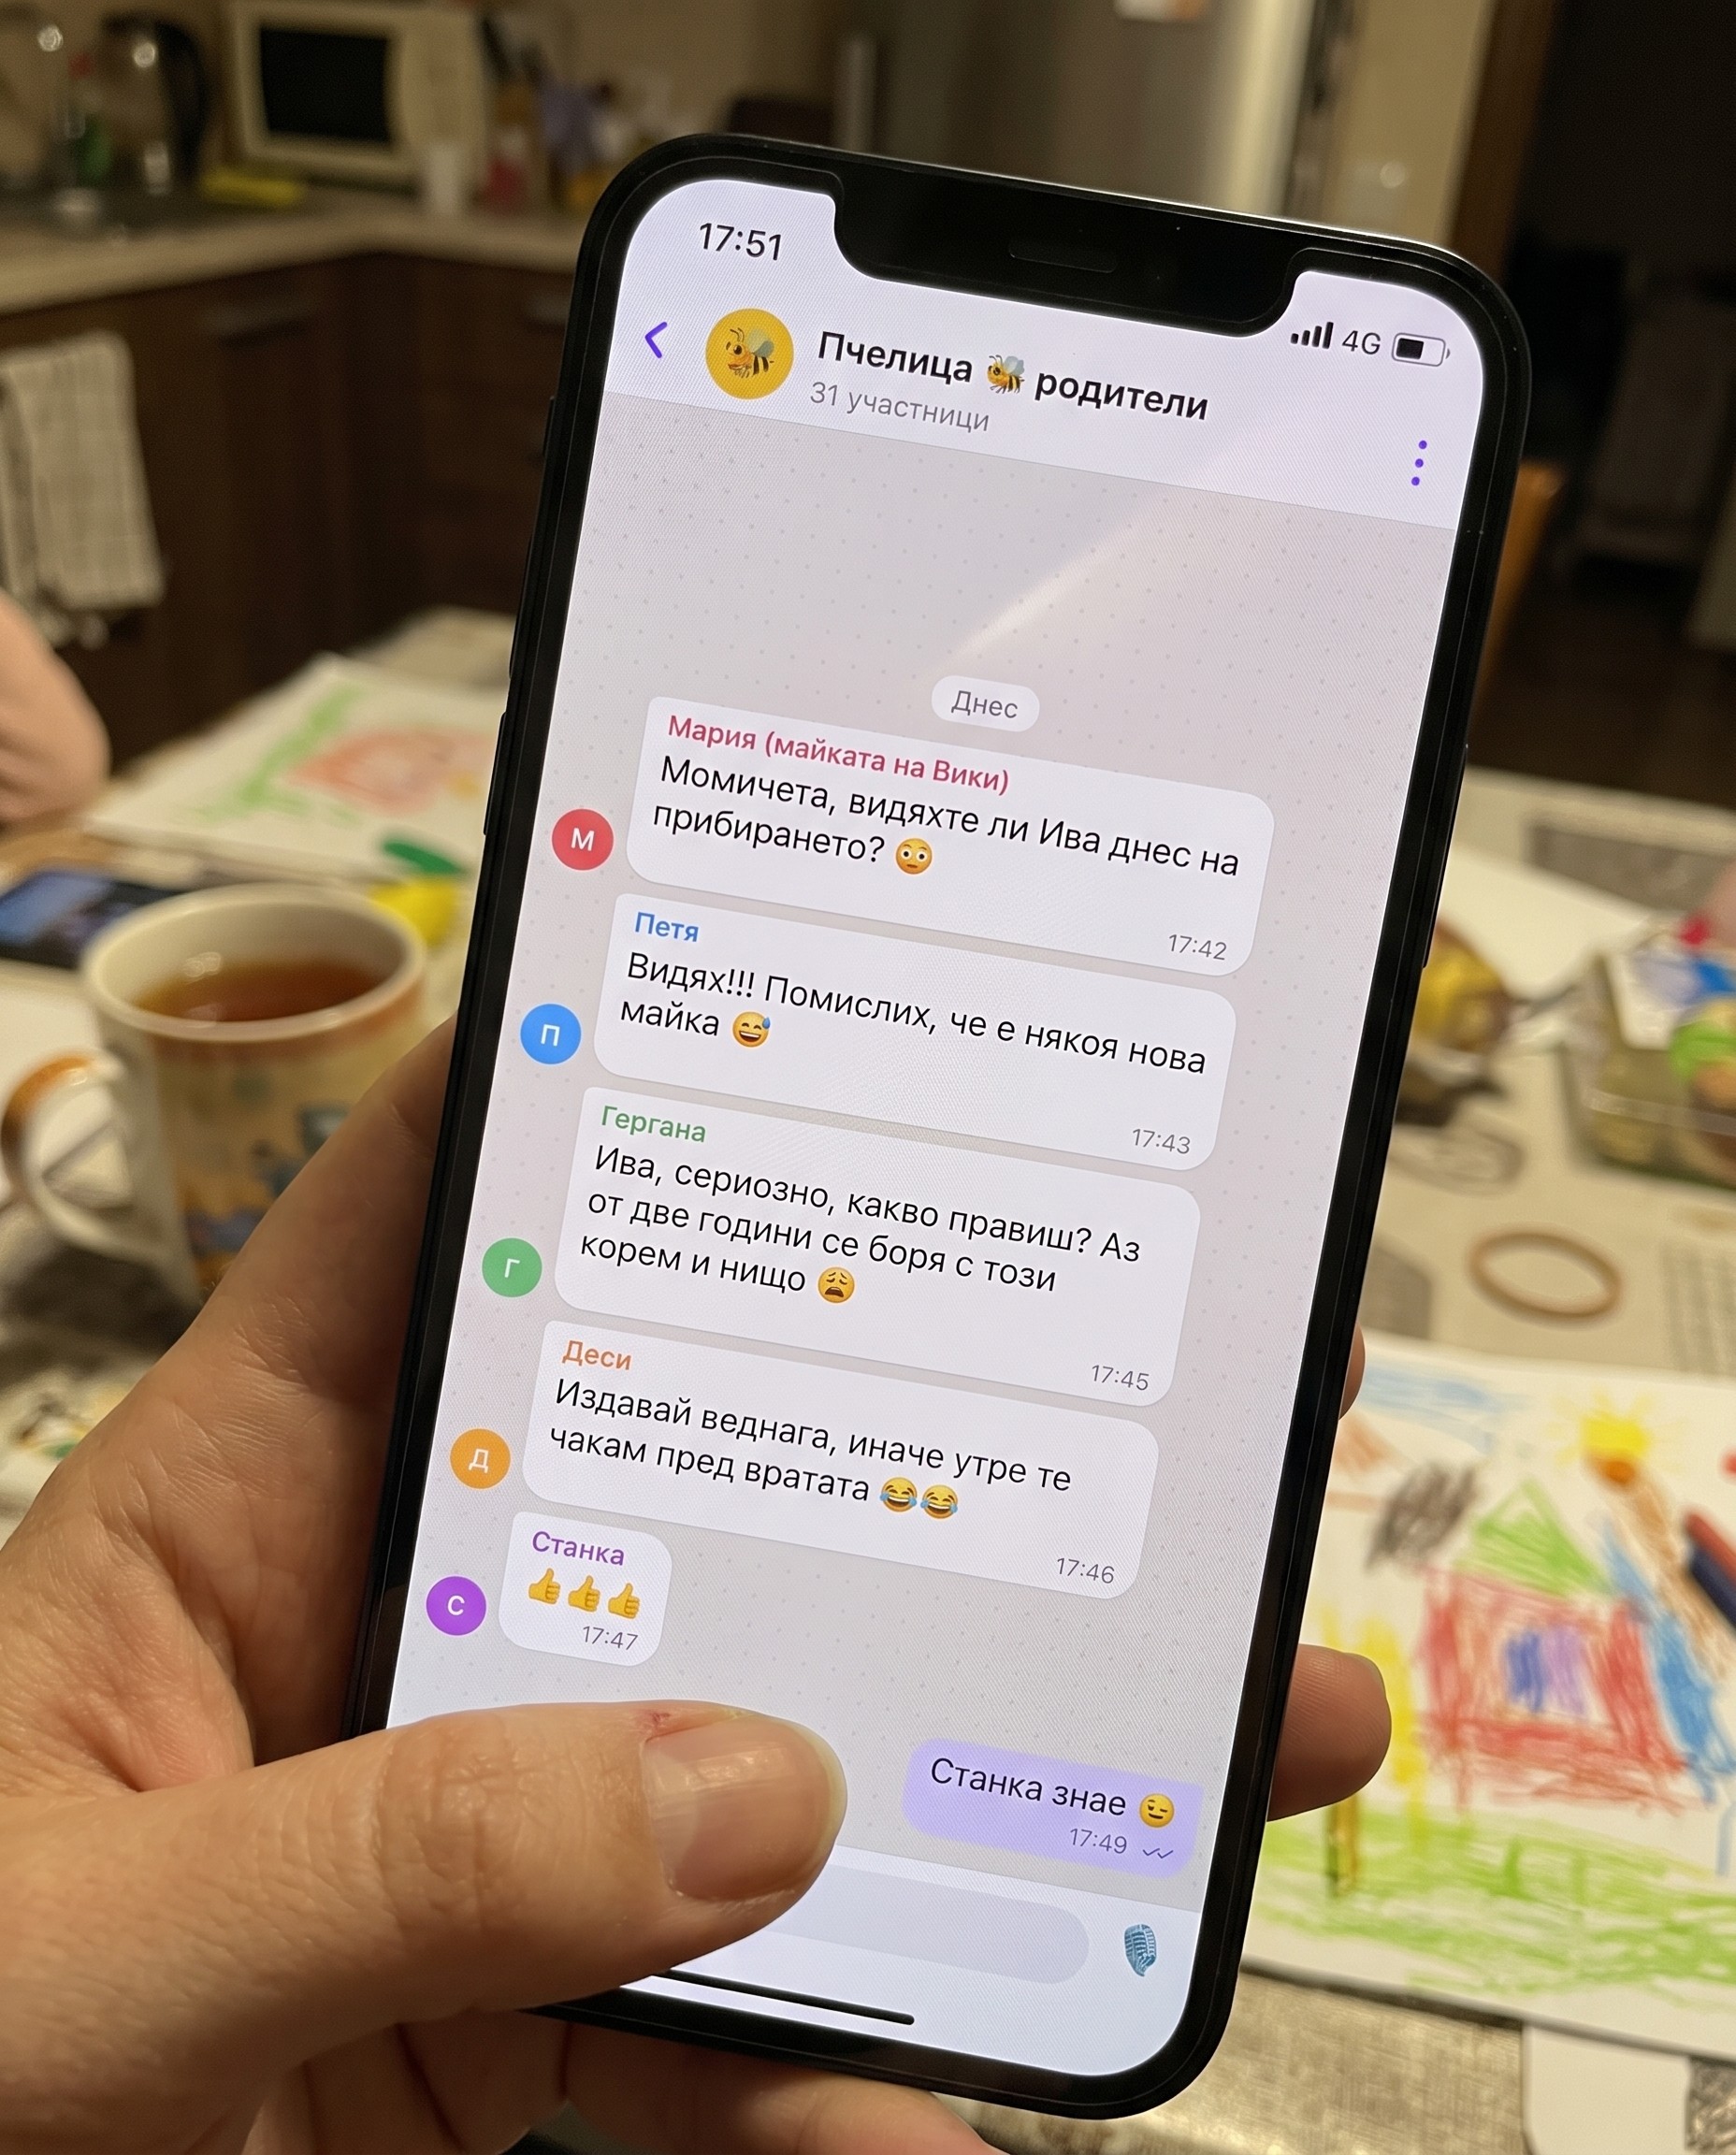 17:51
4G
Пчелица 🐝 родители
31 участници
Днес
Мария (майката на Вики)
Момичета, видяхте ли Ива днес на
прибирането? 😳
17:42
М
Петя
Видях!!! Помислих, че е някоя нова
майка 😅
17:43
П
Гергана
Ива, сериозно, какво правиш? Аз
от две години се боря с този
корем и нищо 😩
17:45
Г
Деси
Издавай веднага, иначе утре те
чакам пред вратата 😂😂
17:46
Д
Станка
👍👍👍
17:47
С
Станка знае 😉
17:49